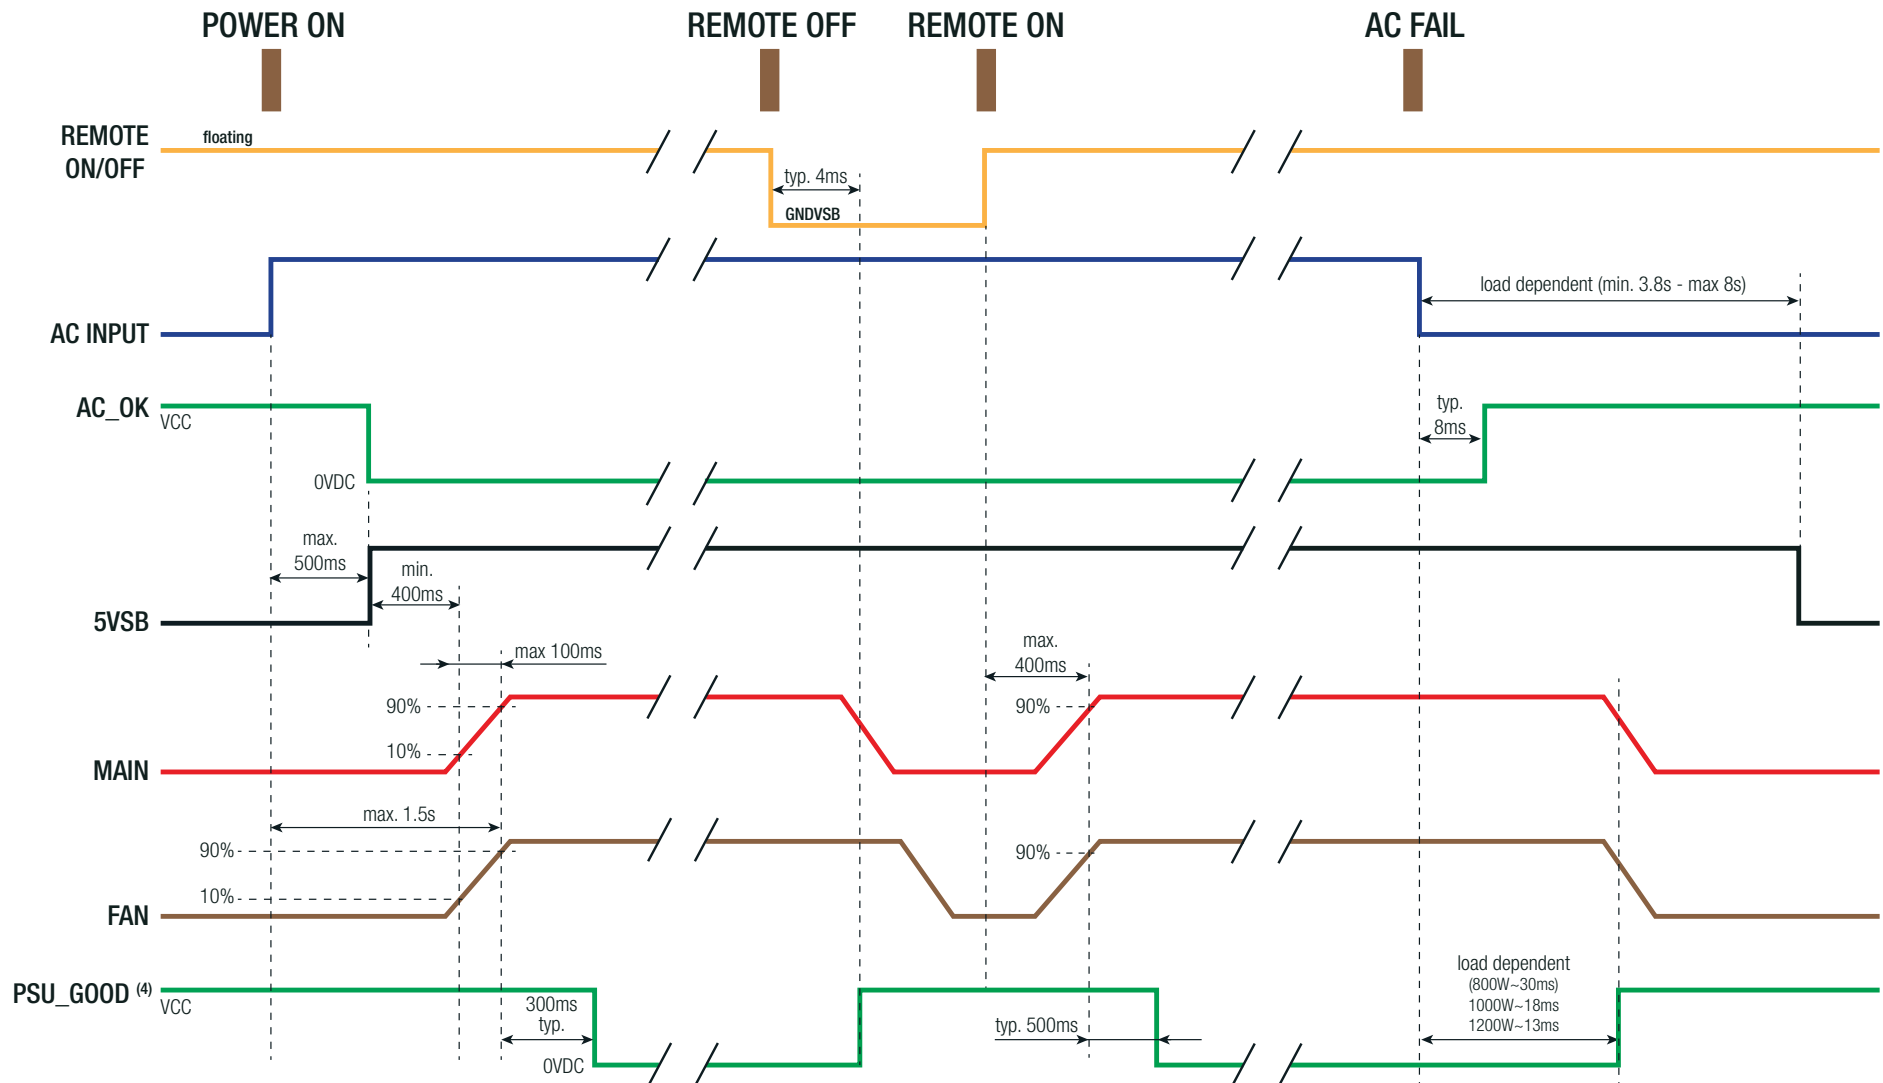 POWER ON
REMOTE OFF
REMOTE ON
AC FAIL
REMOTE
ON/OFF
floating
typ. 4ms
GNDVSB
AC INPUT
load dependent (min. 3.8s - max 8s)
AC_OK
VCC
0VDC
typ.
8ms
5VSB
max.
500ms
min.
400ms
max 100ms
max.
400ms
MAIN
90%
10%
90%
max. 1.5s
FAN
90%
10%
90%
PSU_GOOD (4)
VCC
300ms
typ.
0VDC
typ. 500ms
load dependent
(800W~30ms)
1000W~18ms
1200W~13ms